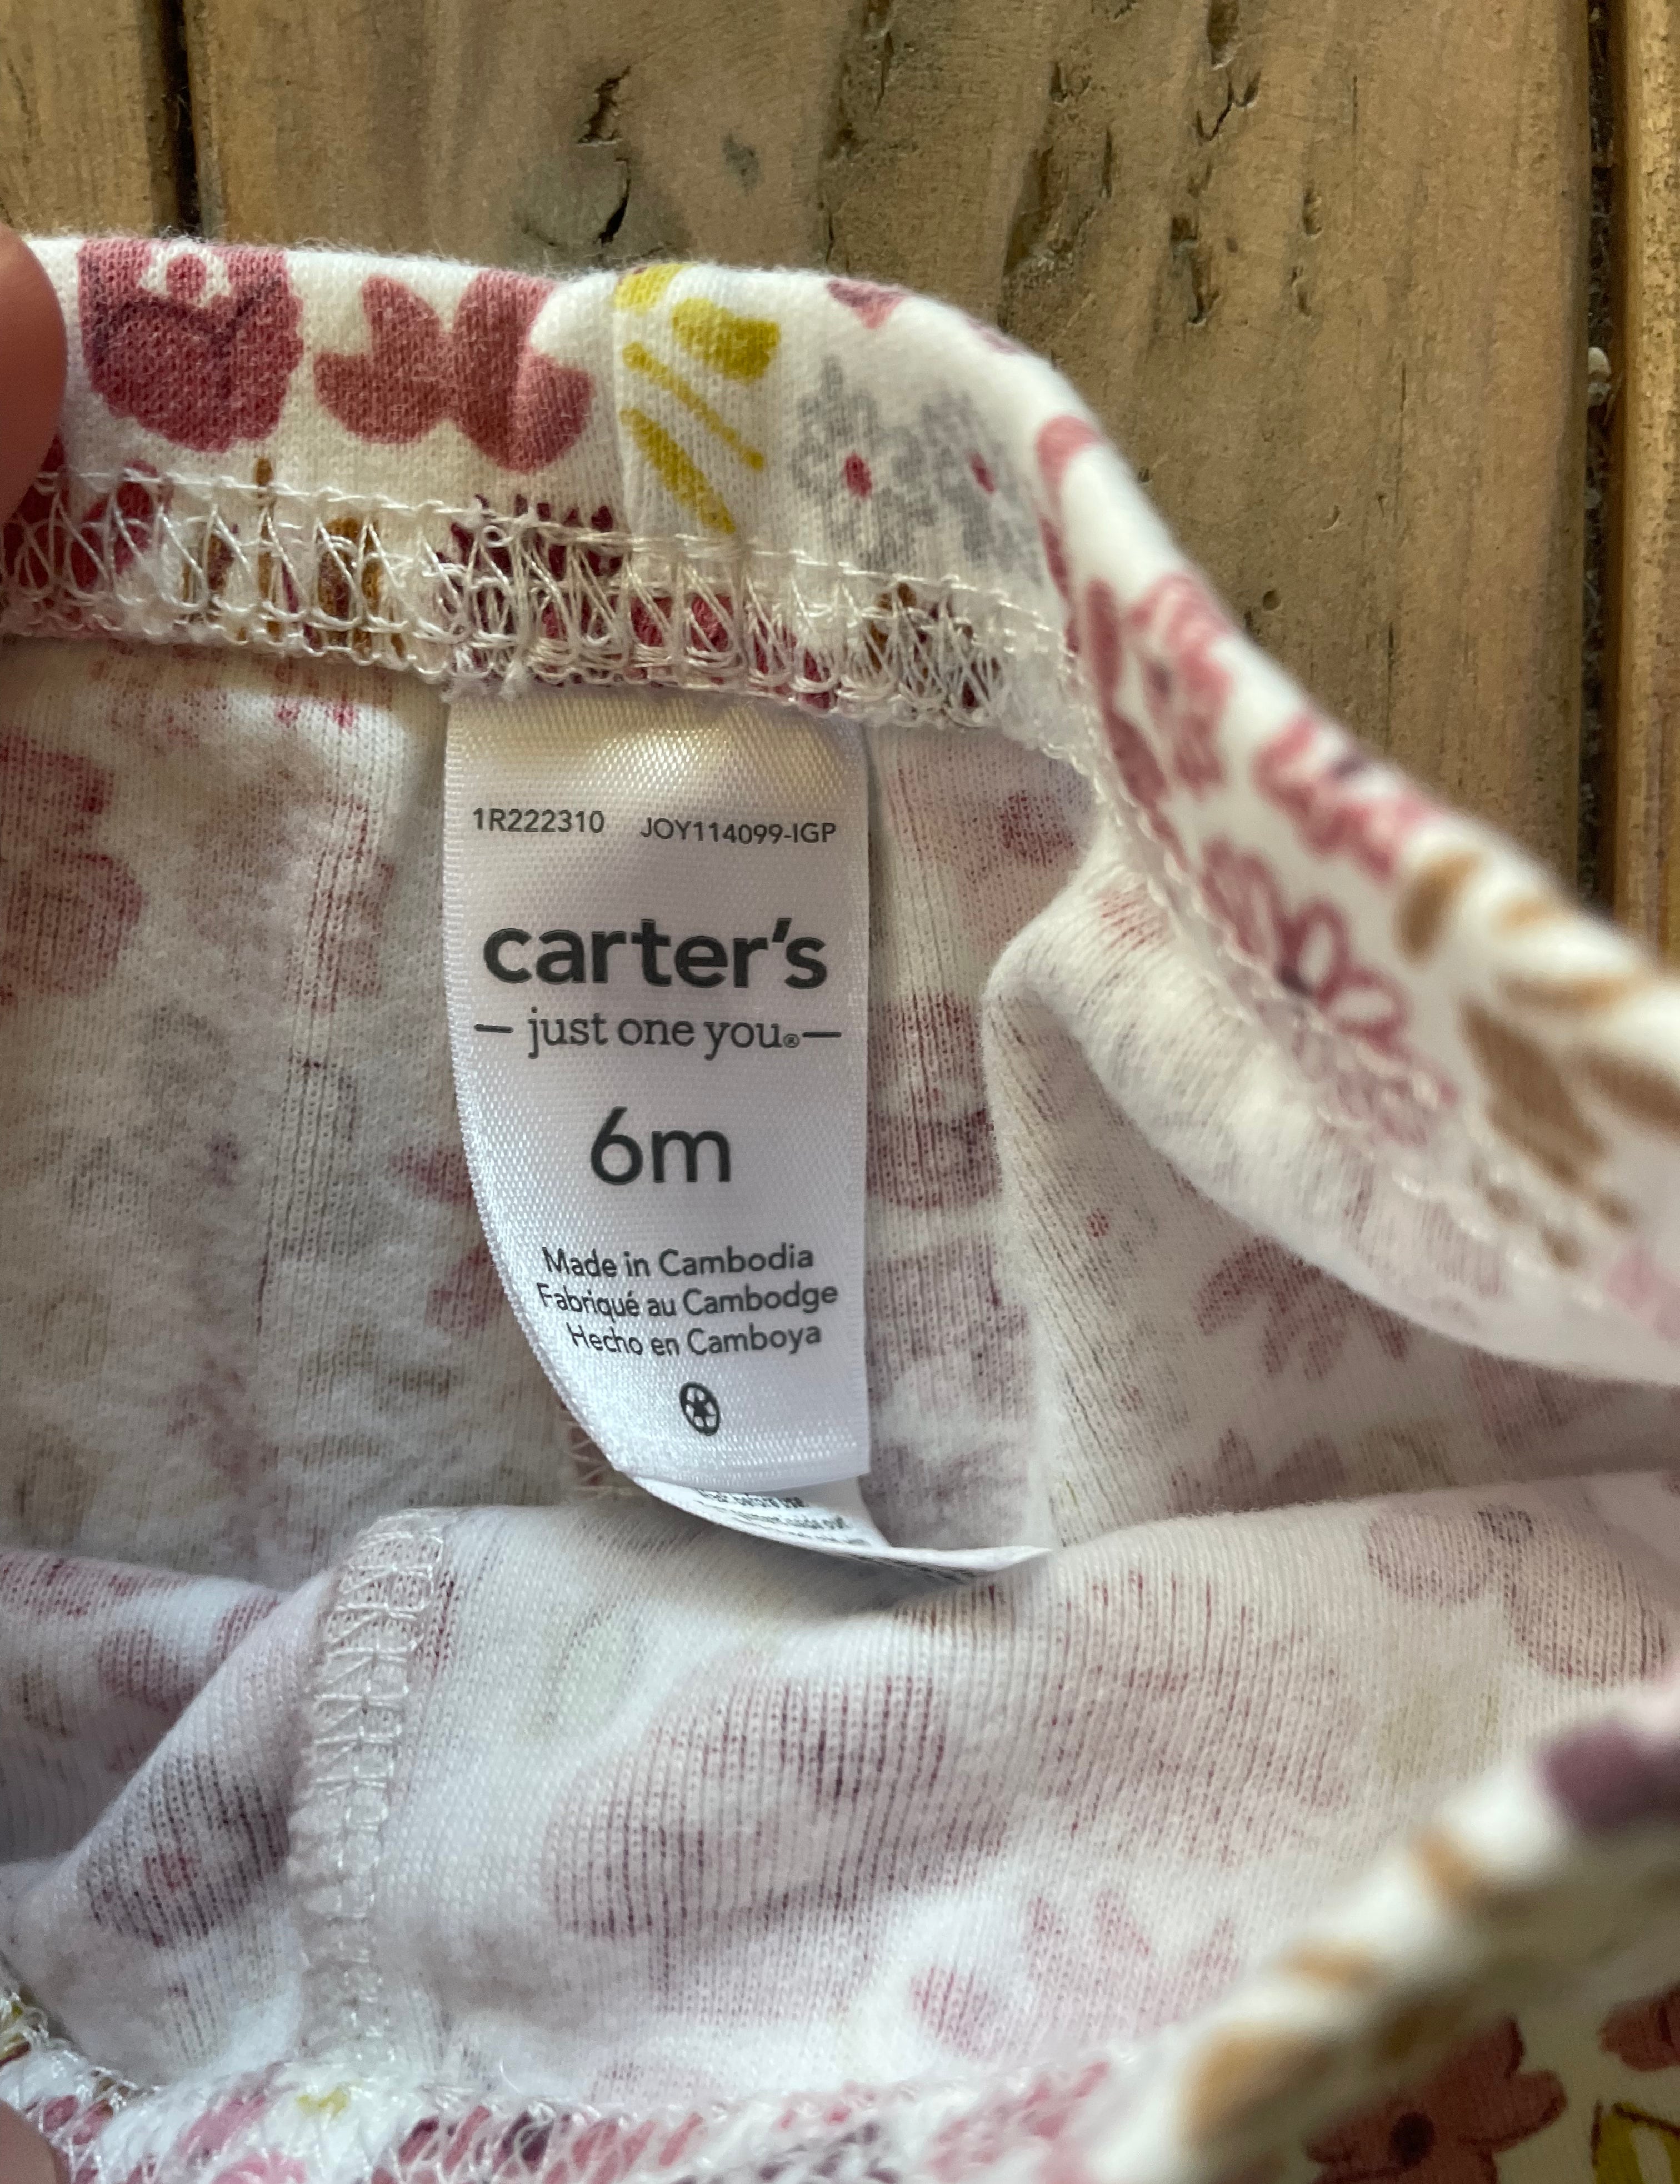 1R222310 JOY114099-IGP
carter's
— just one you®—
6m
Made in Cambodia
Fabriqué au Cambodge
Hecho en Camboya